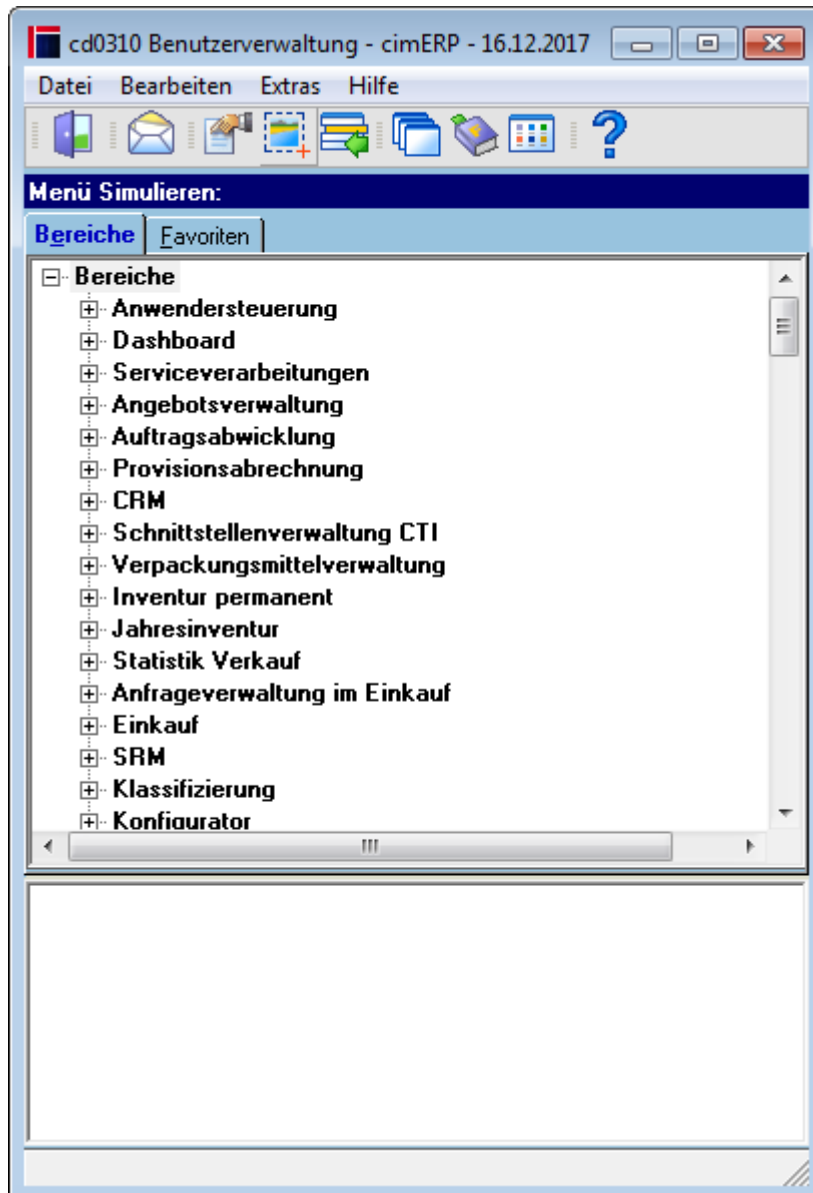 cd0310 Benutzerverwaltung - cimERP - 16.12.2017
Datei Bearbeiten Extras Hilfe
Menü Simulieren:
Bereiche Favoriten
Bereiche
Anwendersteuerung
Dashboard
Serviceverarbeitungen
Angebotsverwaltung
Auftragsabwicklung
Provisionsabrechnung
CRM
Schnittstellenverwaltung CTI
Verpackungsmittelverwaltung
Inventur permanent
Jahresinventur
Statistik Verkauf
Anfrageverwaltung im Einkauf
Einkauf
SRM
Klassifizierung
Konfigurator